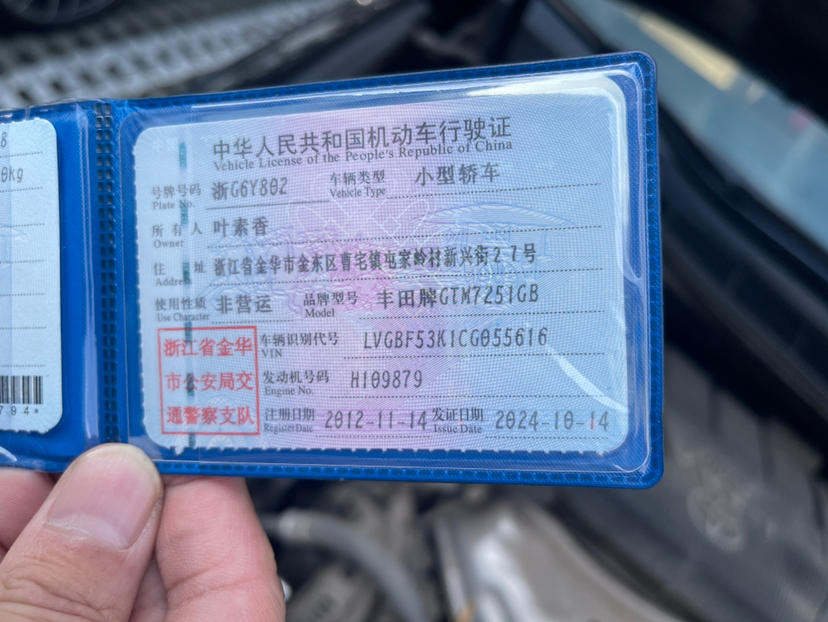 中华人民共和国机动车行驶证
Vehicle License of the People's Republic of China
号牌号码 浙G6Y802 车辆类型 小型轿车
Plate No. Vehicle Type
所有人 叶素香
Owner
住址 浙江省金华市金东区曹宅镇屯家岭村新兴街27号
Address
使用性质 非营运 品牌型号 丰田牌GTM7251GB
Use Character Model
浙江省金华
市公安局交
通警察支队
车辆识别代号 LVGBF53K1CG055616
VIN
发动机号码 H109879
Engine No.
注册日期 2012-11-14 发证日期 2024-10-14
Register Date Issue Date
8
0kg
794*